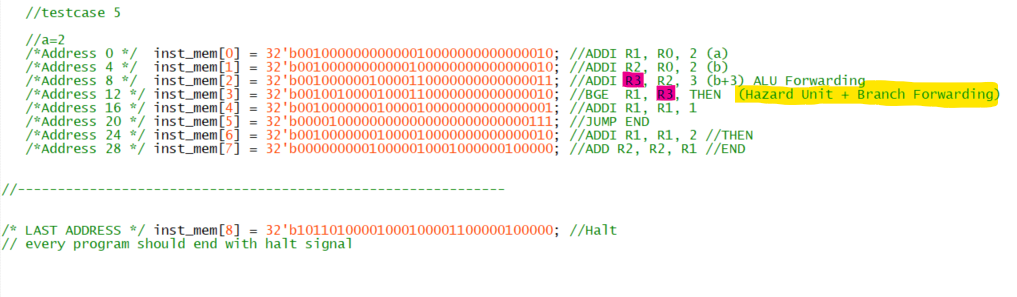 //testcase 5
//a=2
/*Address 0 */ inst_mem[0] = 32'b00100000000000010000000000000010; //ADDI R1, R0, 2 (a)
/*Address 4 */ inst_mem[1] = 32'b00100000000000100000000000000010; //ADDI R2, R0, 2 (b)
/*Address 8 */ inst_mem[2] = 32'b00100000010000110000000000000011; //ADDI R3, R2, 3 (b+3) ALU Forwarding
/*Address 12 */ inst_mem[3] = 32'b00100100001000110000000000000010; //BGE R1, R3, THEN (Hazard Unit + Branch Forwarding)
/*Address 16 */ inst_mem[4] = 32'b00100000001000010000000000000001; //ADDI R1, R1, 1
/*Address 20 */ inst_mem[5] = 32'b00001000000000000000000000000111; //JUMP END
/*Address 24 */ inst_mem[6] = 32'b00100000001000010000000000000010; //ADDI R1, R1, 2 //THEN
/*Address 28 */ inst_mem[7] = 32'b00000000010000010001000000100000; //ADD R2, R2, R1 //END
//------------------------------------------------------------
/* LAST ADDRESS */ inst_mem[8] = 32'b10110100001000100001100000100000; //Halt
// every program should end with halt signal